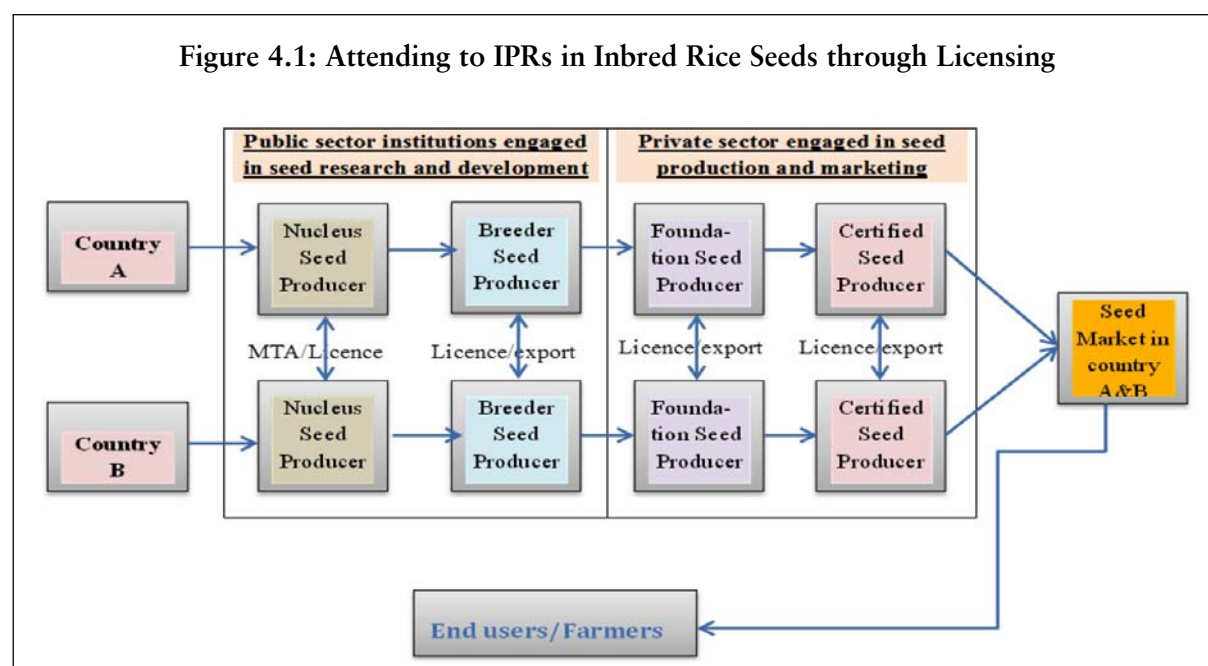 Figure 4.1: Attending to IPRs in Inbred Rice Seeds through Licensing
Public sector institutions engaged
in seed research and development
Private sector engaged in seed
production and marketing
Country
A
Nucleus
Seed
Producer
Breeder
Seed
Producer
Founda-
tion Seed
Producer
Certified
Seed
Producer
MTA/Licence
Licence/export
Licence/export
Licence/export
Seed
Market in
country
A&B
Country
B
Nucleus
Seed
Producer
Breeder
Seed
Producer
Founda-
tion Seed
Producer
Certified
Seed
Producer
End users/Farmers